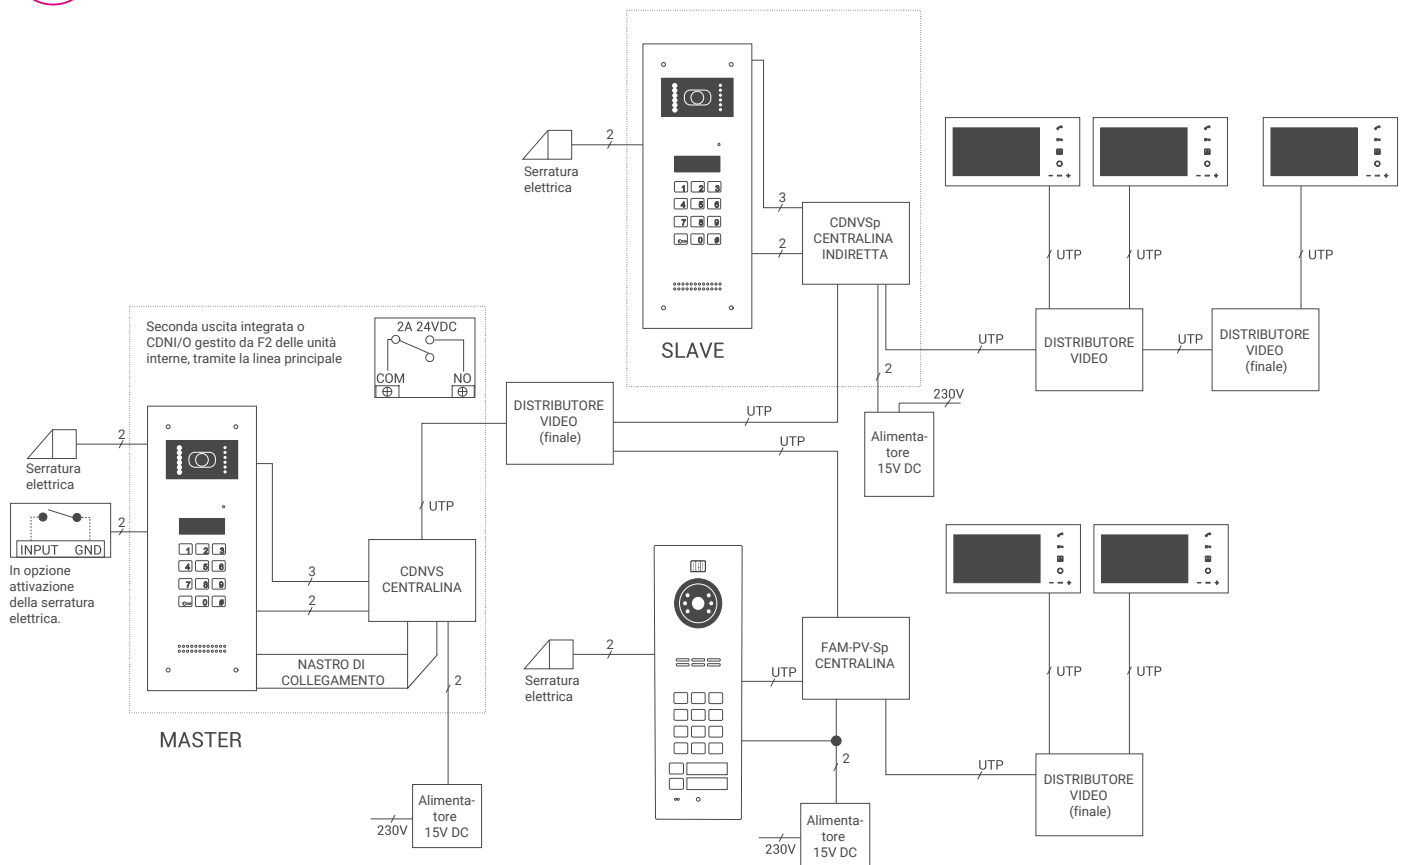 2
Serratura
elettrica
1 2 3
4 5 6
7 8 9
0 #
3
2
CDNVSp
CENTRALINA
INDIRETTA
SLAVE
UTP
UTP
UTP
UTP
DISTRIBUTORE
VIDEO
UTP
DISTRIBUTORE
VIDEO
(finale)
2
230V
Alimenta-
tore
15V DC
Seconda uscita integrata o
CDNI/O gestito da F2 delle unità
interne, tramite la linea principale
2A 24VDC
COM NO
DISTRIBUTORE
VIDEO
(finale)
UTP
UTP
2
Serratura
elettrica
2
INPUT GND
In opzione
attivazione
della serratura
elettrica.
1 2 3
4 5 6
7 8 9
0 #
UTP
3
2
CDNVS
CENTRALINA
NASTRO DI
COLLEGAMENTO
2
MASTER
230V
Alimenta-
tore
15V DC
2
Serratura
elettrica
UTP
FAM-PV-Sp
CENTRALINA
2
230V
Alimenta-
tore
15V DC
UTP
UTP
UTP
DISTRIBUTORE
VIDEO
(finale)